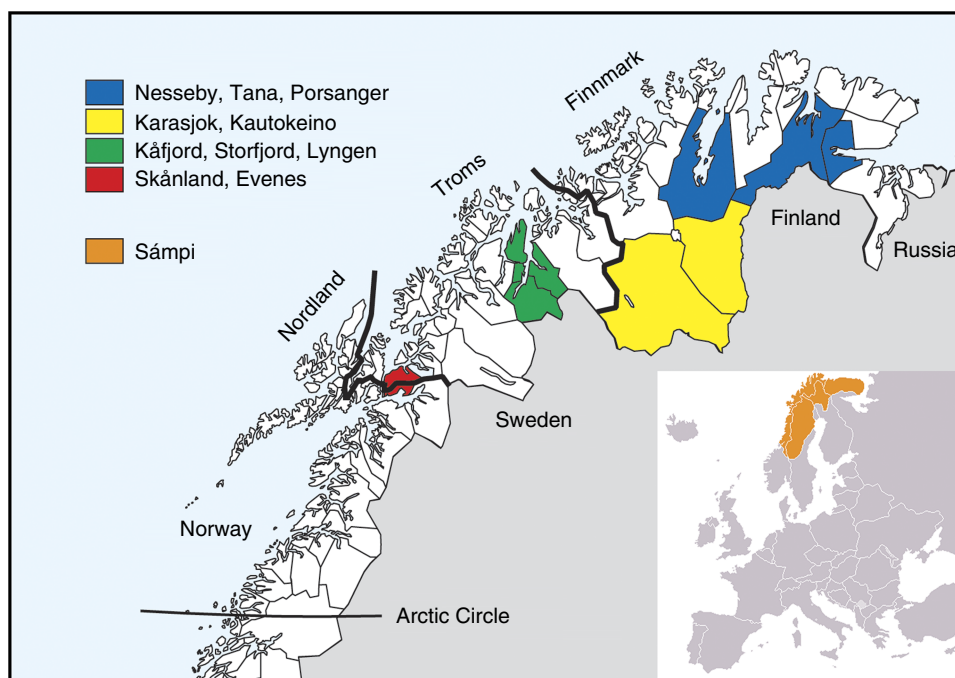 Nesseby, Tana, Porsanger
Karasjok, Kautokeino
Kåfjord, Storfjord, Lyngen
Skånland, Evenes
Sámpi
Finnmark
Troms
Nordland
Finland
Russia
Sweden
Norway
Arctic Circle